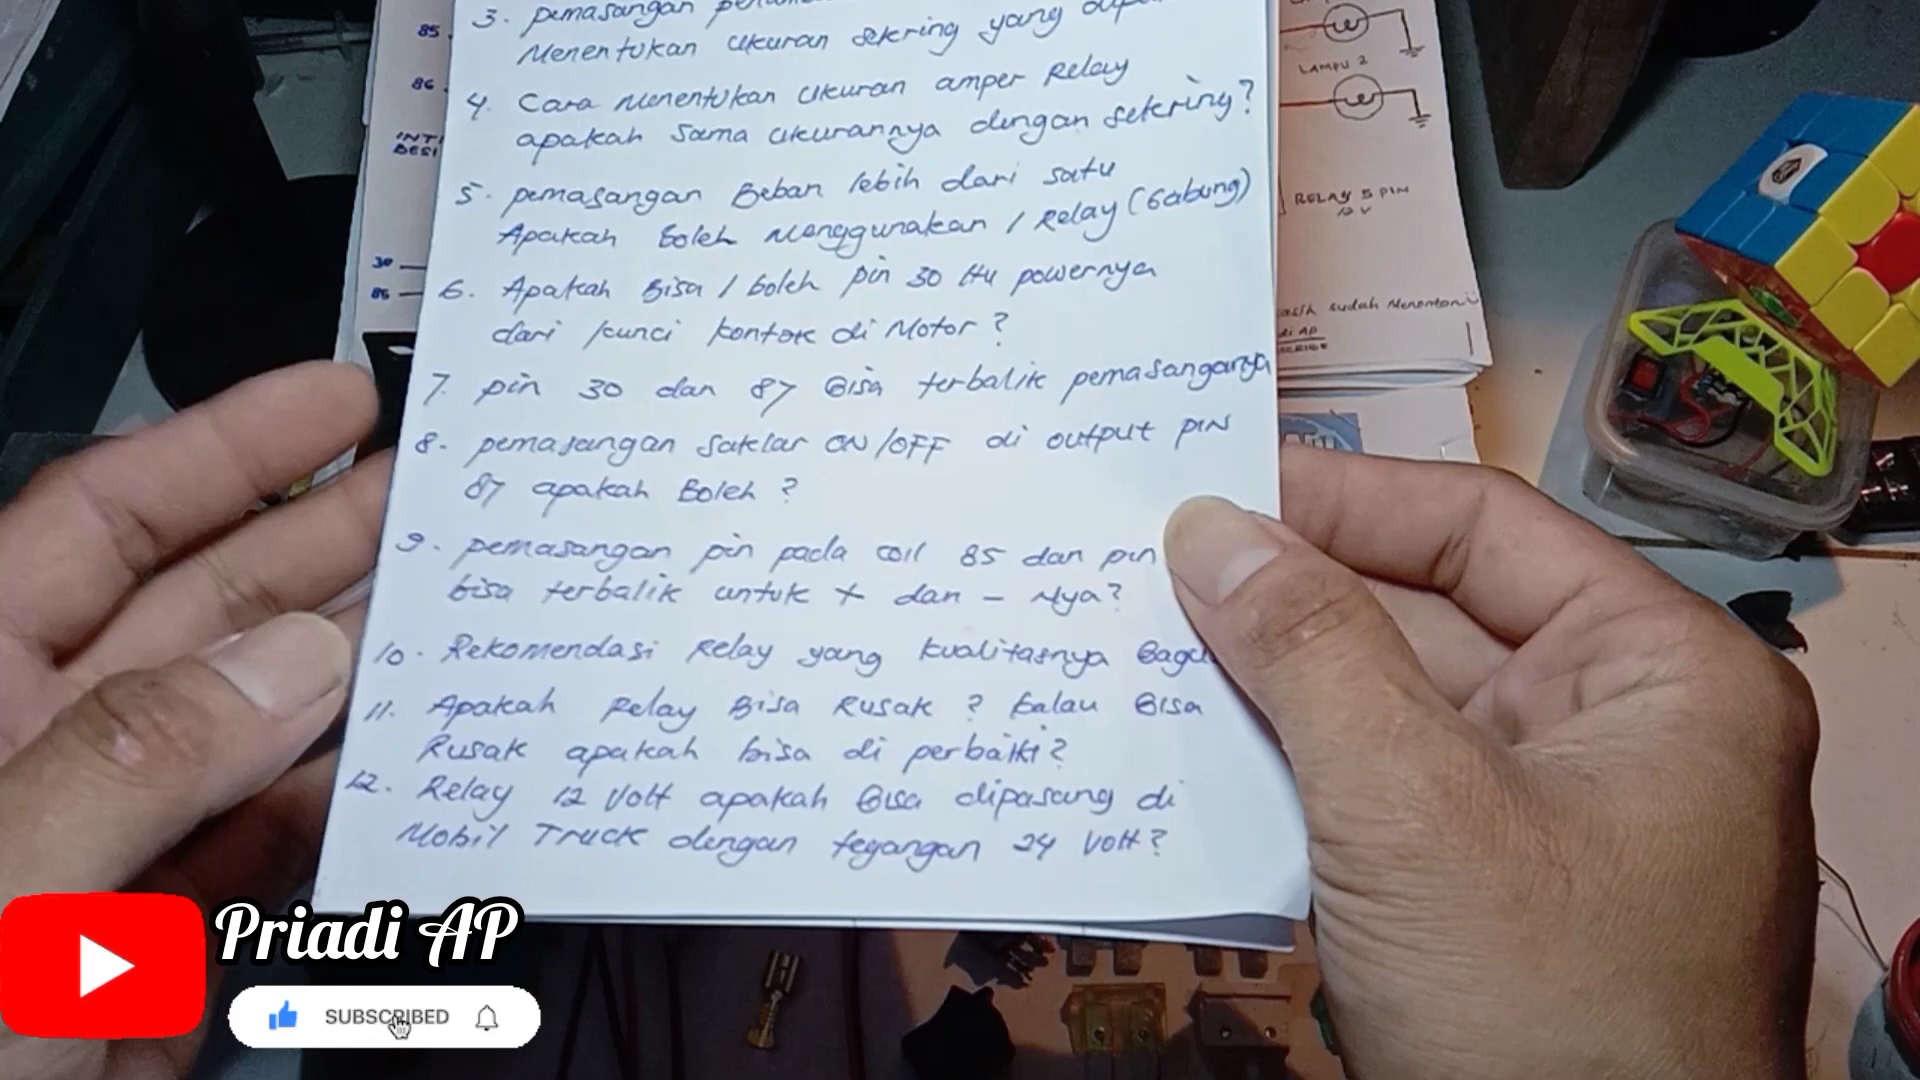 3. pemasangan
Menentukan ukuran sekring yang
4. Cara menentukan ukuran amper Relay
apakah sama ukurannya dengan sekring?
5. pemasangan Beban lebih dari satu
Apakah Boleh Menggunakan 1 Relay (Gabung)
6. Apakah Bisa / boleh pin 30 itu powernya
dari kunci kontak di Motor ?
7. pin 30 dan 87 Bisa terbalik pemasanganya
8. pemasangan saklar ON/OFF di output pin
87 apakah Boleh ?
9. pemasangan pin pada coil 85 dan pin
bisa terbalik untuk + dan - Nya?
10. Rekomendasi Relay yang kualitasnya
11. Apakah Relay Bisa Rusak ? kalau Bisa
Rusak apakah bisa di perbaiki?
12. Relay 12 Volt apakah Bisa dipasang di
Mobil Truck dengan tegangan 24 Volt?
85
86
30
85
LAMPU 2
RELAY 5 PIN
12 V
sudah Menonton
Priadi AP
SUBSCRIBED